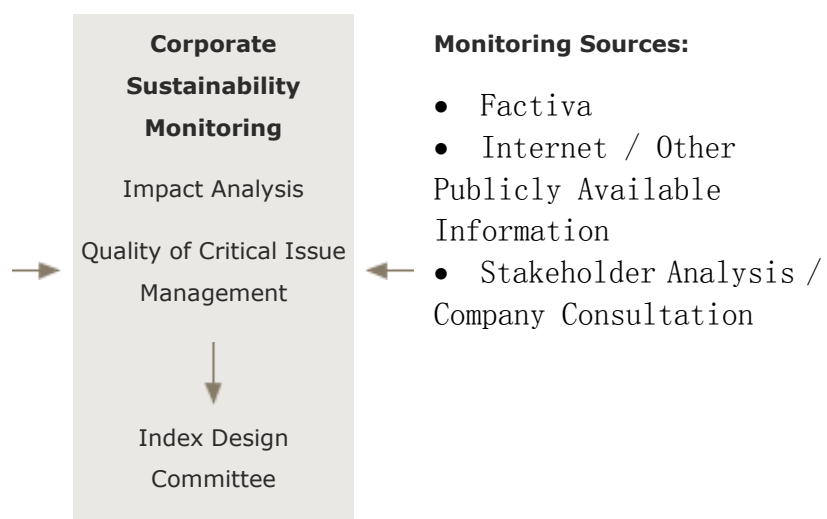 Corporate
Sustainability
Monitoring
Impact Analysis
Quality of Critical Issue
Management
Index Design
Committee
Monitoring Sources:
• Factiva
• Internet / Other
Publicly Available
Information
• Stakeholder Analysis /
Company Consultation